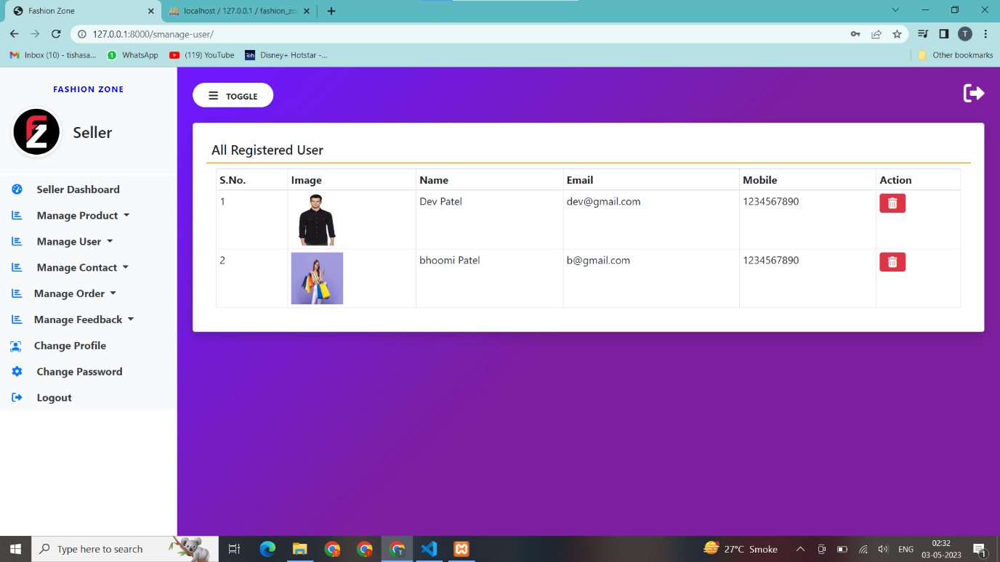 Fashion Zone
localhost / 127.0.0.1 / fashion_zo
127.0.0.1:8000/smanage-user/
T
Inbox (10) - tishasa...
WhatsApp
(119) YouTube
Disney+ Hotstar -...
Other bookmarks
FASHION ZONE
FZ
Seller
Seller Dashboard
Manage Product
Manage User
Manage Contact
Manage Order
Manage Feedback
Change Profile
Change Password
Logout
TOGGLE
All Registered User
S.No. Image Name Email Mobile Action
1 Dev Patel dev@gmail.com 1234567890
2 bhoomi Patel b@gmail.com 1234567890
Type here to search
27°C Smoke
ENG
02:32
03-05-2023
1